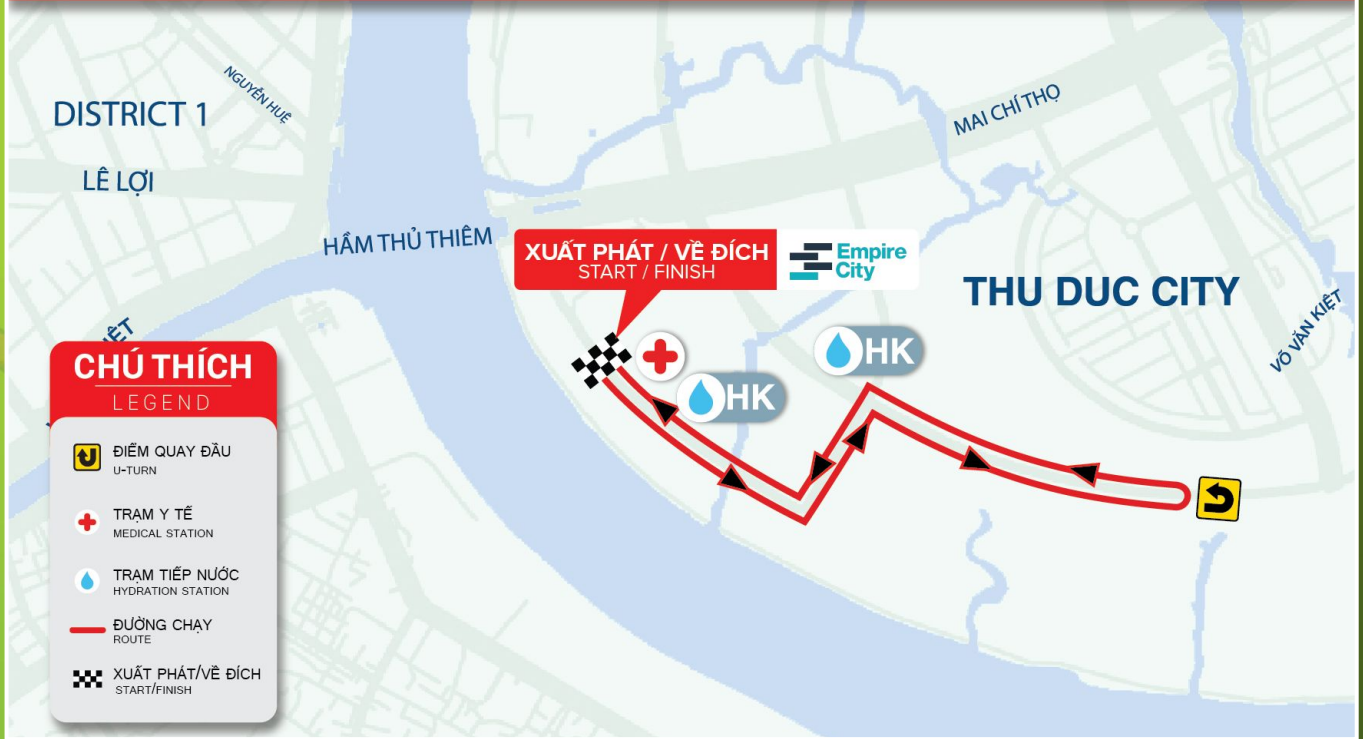 NGUYỄN HUỆ
DISTRICT 1
MAI CHÍ THỌ
LÊ LỢI
HẦM THỦ THIÊM
XUẤT PHÁT / VỀ ĐÍCH
START / FINISH
Empire
City
THU DUC CITY
VÕ VĂN KIỆT
HK
HK
CHÚ THÍCH
LEGEND
ĐIỂM QUAY ĐẦU
U-TURN
TRẠM Y TẾ
MEDICAL STATION
TRẠM TIẾP NƯỚC
HYDRATION STATION
ĐƯỜNG CHẠY
ROUTE
XUẤT PHÁT/VỀ ĐÍCH
START/FINISH